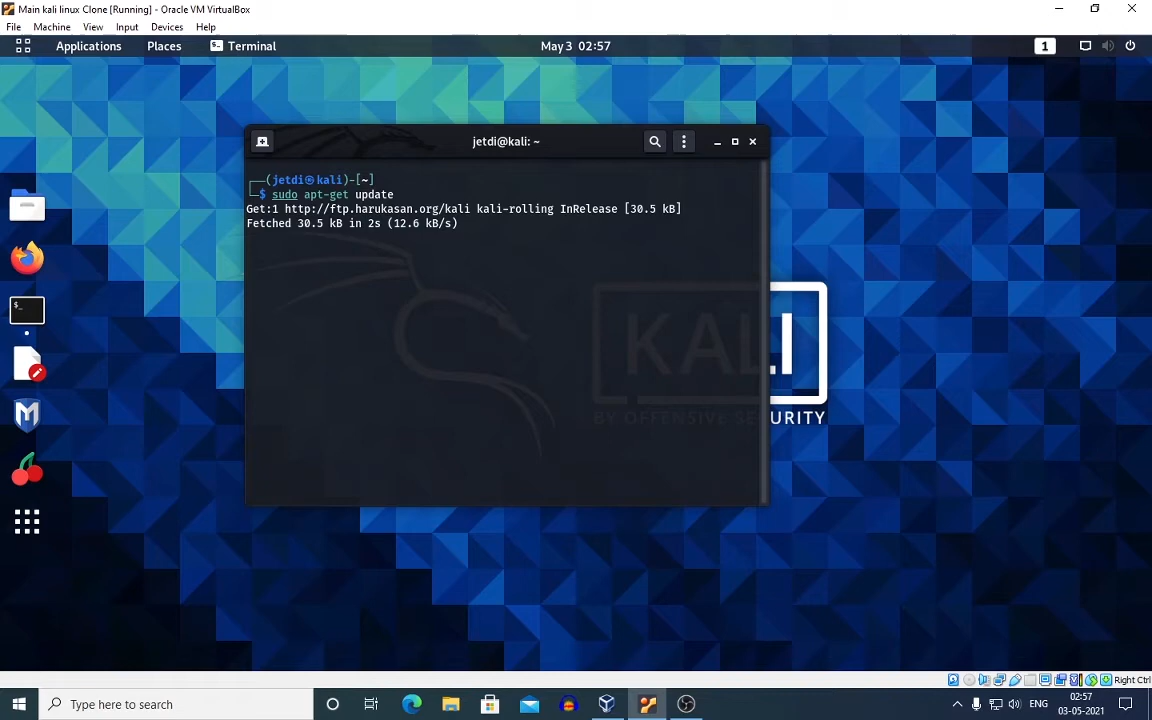 Main kali linux Clone [Running] - Oracle VM VirtualBox
File Machine View Input Devices Help
Applications Places Terminal May 3 02:57 1
jetdi@kali: ~
(jetdi㉿kali)-[~]
$ sudo apt-get update
Get:1 http://ftp.harukasan.org/kali kali-rolling InRelease [30.5 kB]
Fetched 30.5 kB in 2s (12.6 kB/s)
KALI
BY OFFENSIVE SECURITY
Right Ctrl
Type here to search
ENG
02:57
03-05-2021